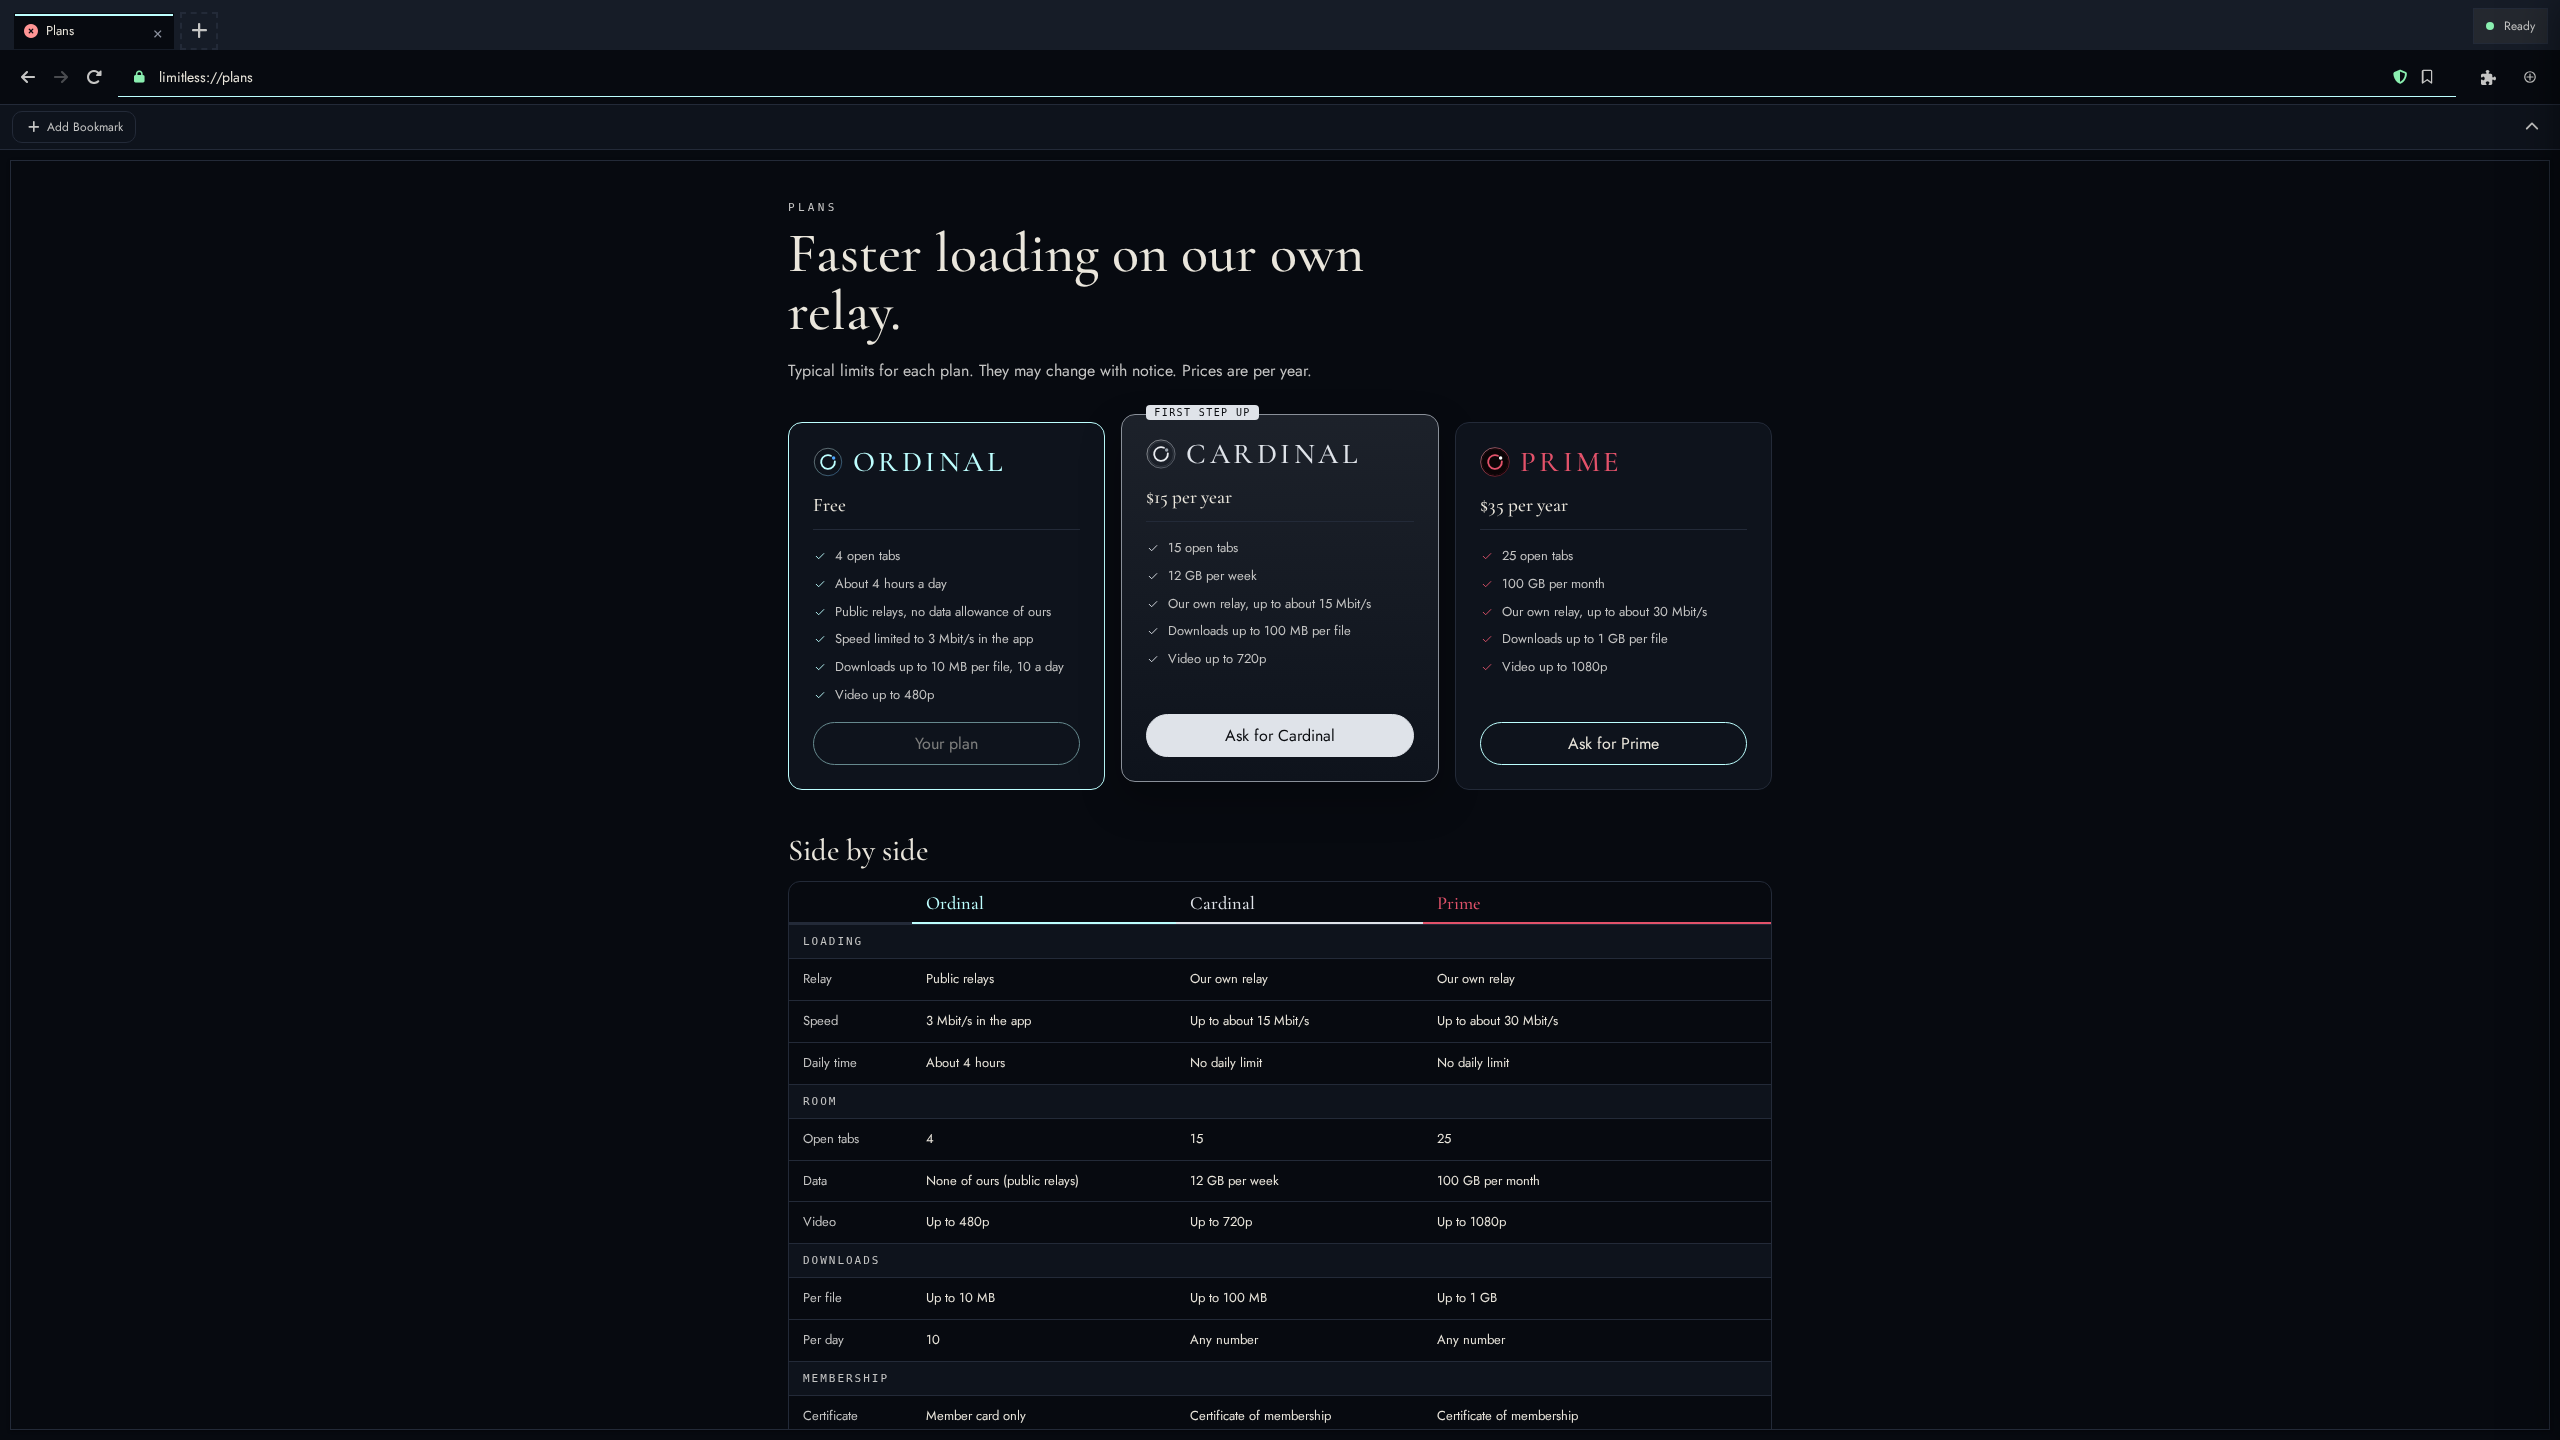 Plans
Ready
limitless://plans
Add Bookmark
PLANS
Faster loading on our own
relay.
Typical limits for each plan. They may change with notice. Prices are per year.
ORDINAL
Free
4 open tabs
About 4 hours a day
Public relays, no data allowance of ours
Speed limited to 3 Mbit/s in the app
Downloads up to 10 MB per file, 10 a day
Video up to 480p
Your plan
FIRST STEP UP
CARDINAL
$15 per year
15 open tabs
12 GB per week
Our own relay, up to about 15 Mbit/s
Downloads up to 100 MB per file
Video up to 720p
Ask for Cardinal
PRIME
$35 per year
25 open tabs
100 GB per month
Our own relay, up to about 30 Mbit/s
Downloads up to 1 GB per file
Video up to 1080p
Ask for Prime
Side by side
Ordinal Cardinal Prime
LOADING
Relay Public relays Our own relay Our own relay
Speed 3 Mbit/s in the app Up to about 15 Mbit/s Up to about 30 Mbit/s
Daily time About 4 hours No daily limit No daily limit
ROOM
Open tabs 4 15 25
Data None of ours (public relays) 12 GB per week 100 GB per month
Video Up to 480p Up to 720p Up to 1080p
DOWNLOADS
Per file Up to 10 MB Up to 100 MB Up to 1 GB
Per day 10 Any number Any number
MEMBERSHIP
Certificate Member card only Certificate of membership Certificate of membership